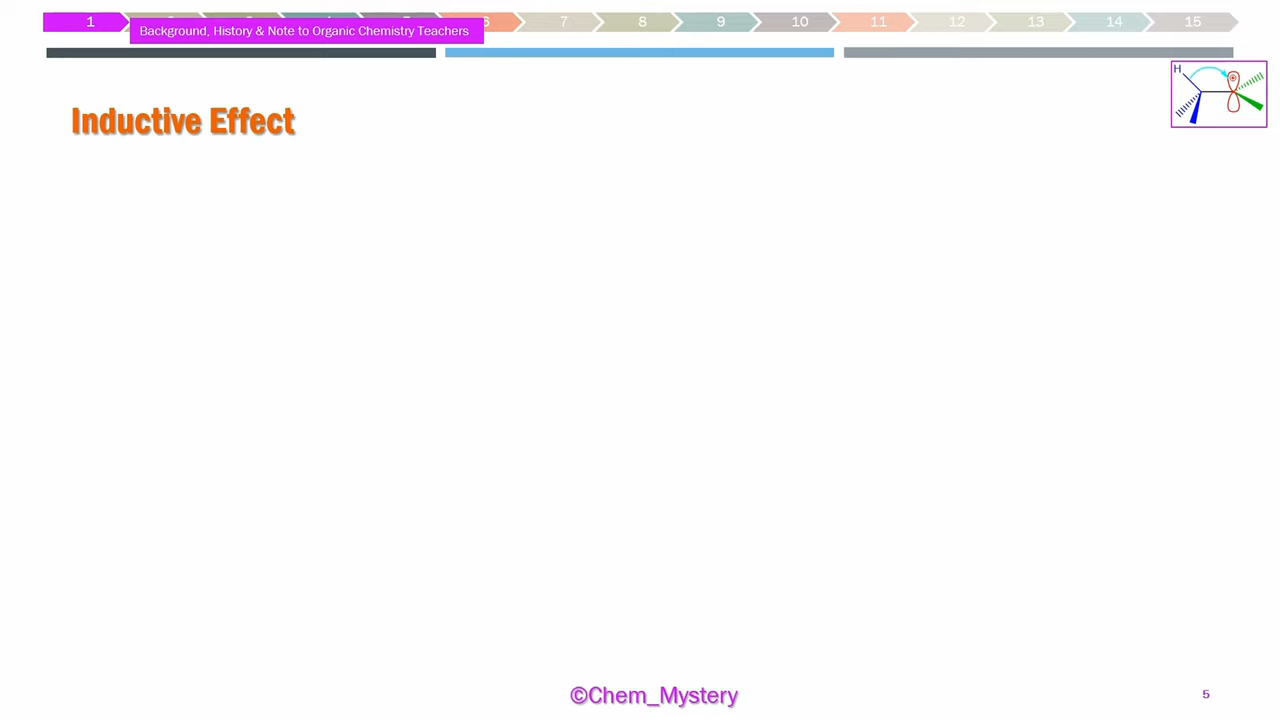 1 6 7 8 9 10 11 12 13 14 15
Background, History & Note to Organic Chemistry Teachers
H
Inductive Effect
©Chem_Mystery
5